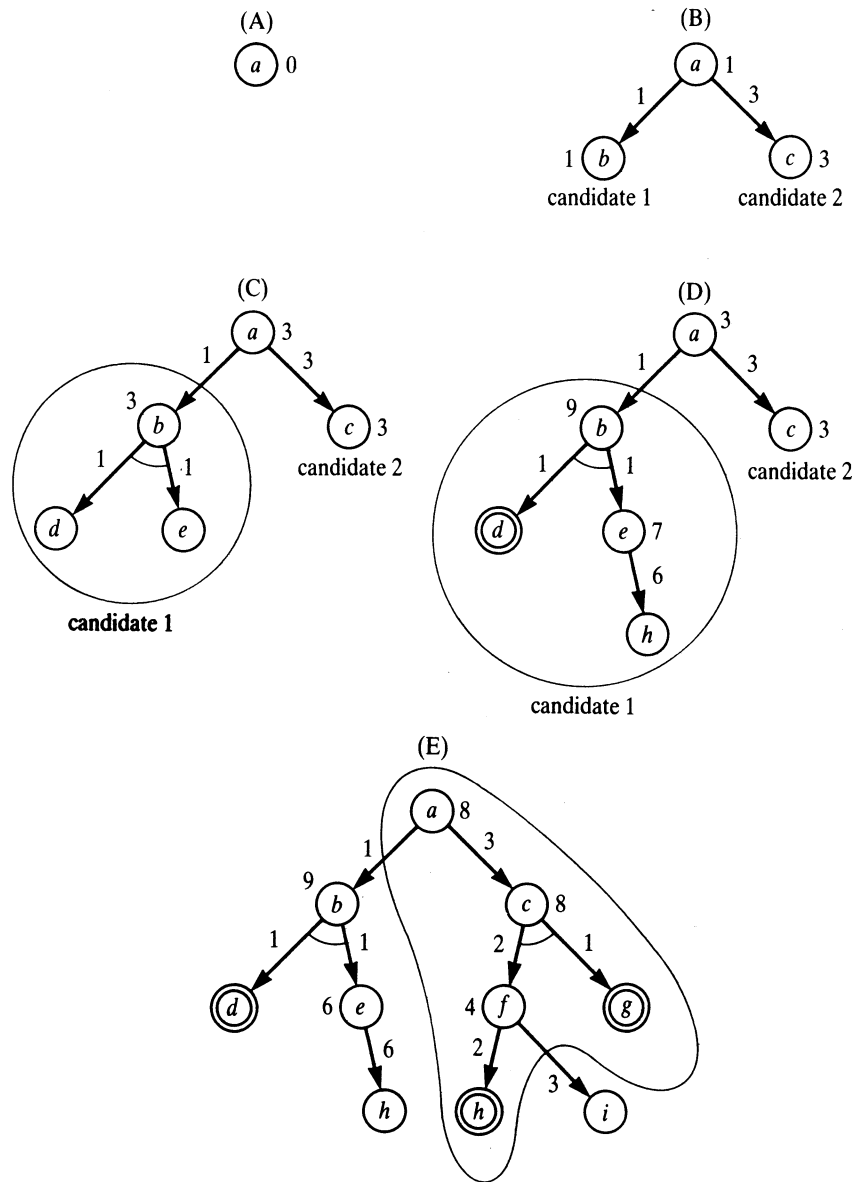 (A)
a 0
(B)
a 1
1 3
1 b c 3
candidate 1 candidate 2
(C)
a 3
1 3
3 b c 3
candidate 2
1 1
d e
candidate 1
(D)
a 3
1 3
9 b c 3
candidate 2
1 1
d e 7
6
h
candidate 1
(E)
a 8
1 3
9 b c 8
1 1 2 1
d 6 e 4 f g
6 2 3
h h i